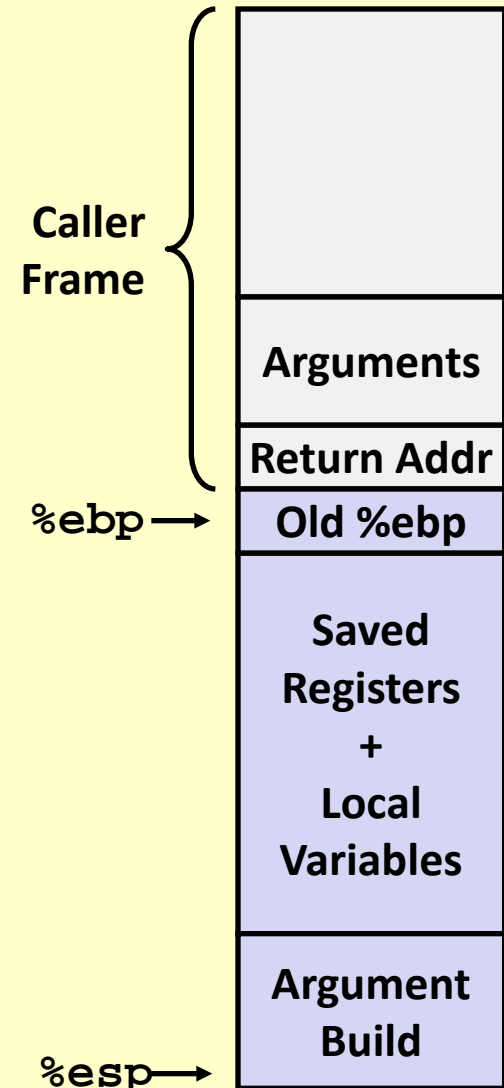 Caller
Frame
Arguments
Return Addr
%ebp
Old %ebp
Saved
Registers
+
Local
Variables
Argument
Build
%esp